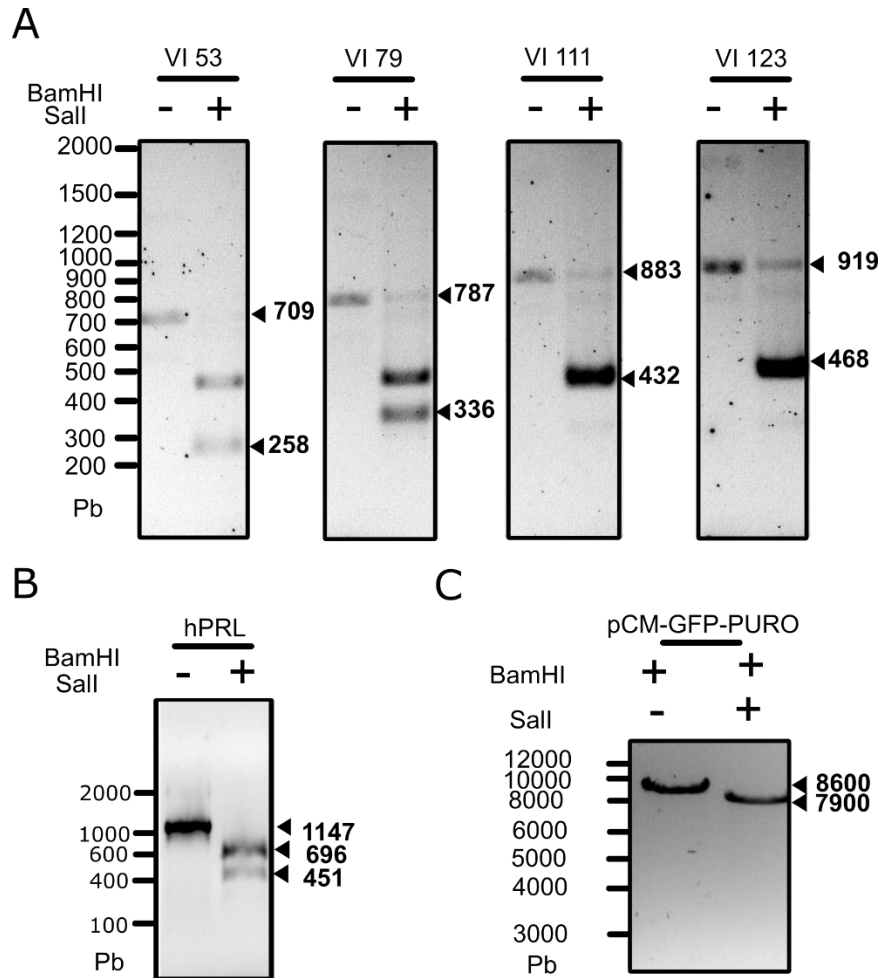 A
VI 53 VI 79 VI 111 VI 123
BamHI
SalI
- + - + - + - +
2000
1500
1200
1000
900
800
700
600
500
400
300
200
Pb
709
258
787
336
883
432
919
468
B
hPRL
BamHI
SalI
- +
2000
1000
600
400
100
Pb
1147
696
451
C
pCM-GFP-PURO
BamHI + +
SalI - +
12000
10000
8000
6000
5000
4000
3000
Pb
8600
7900